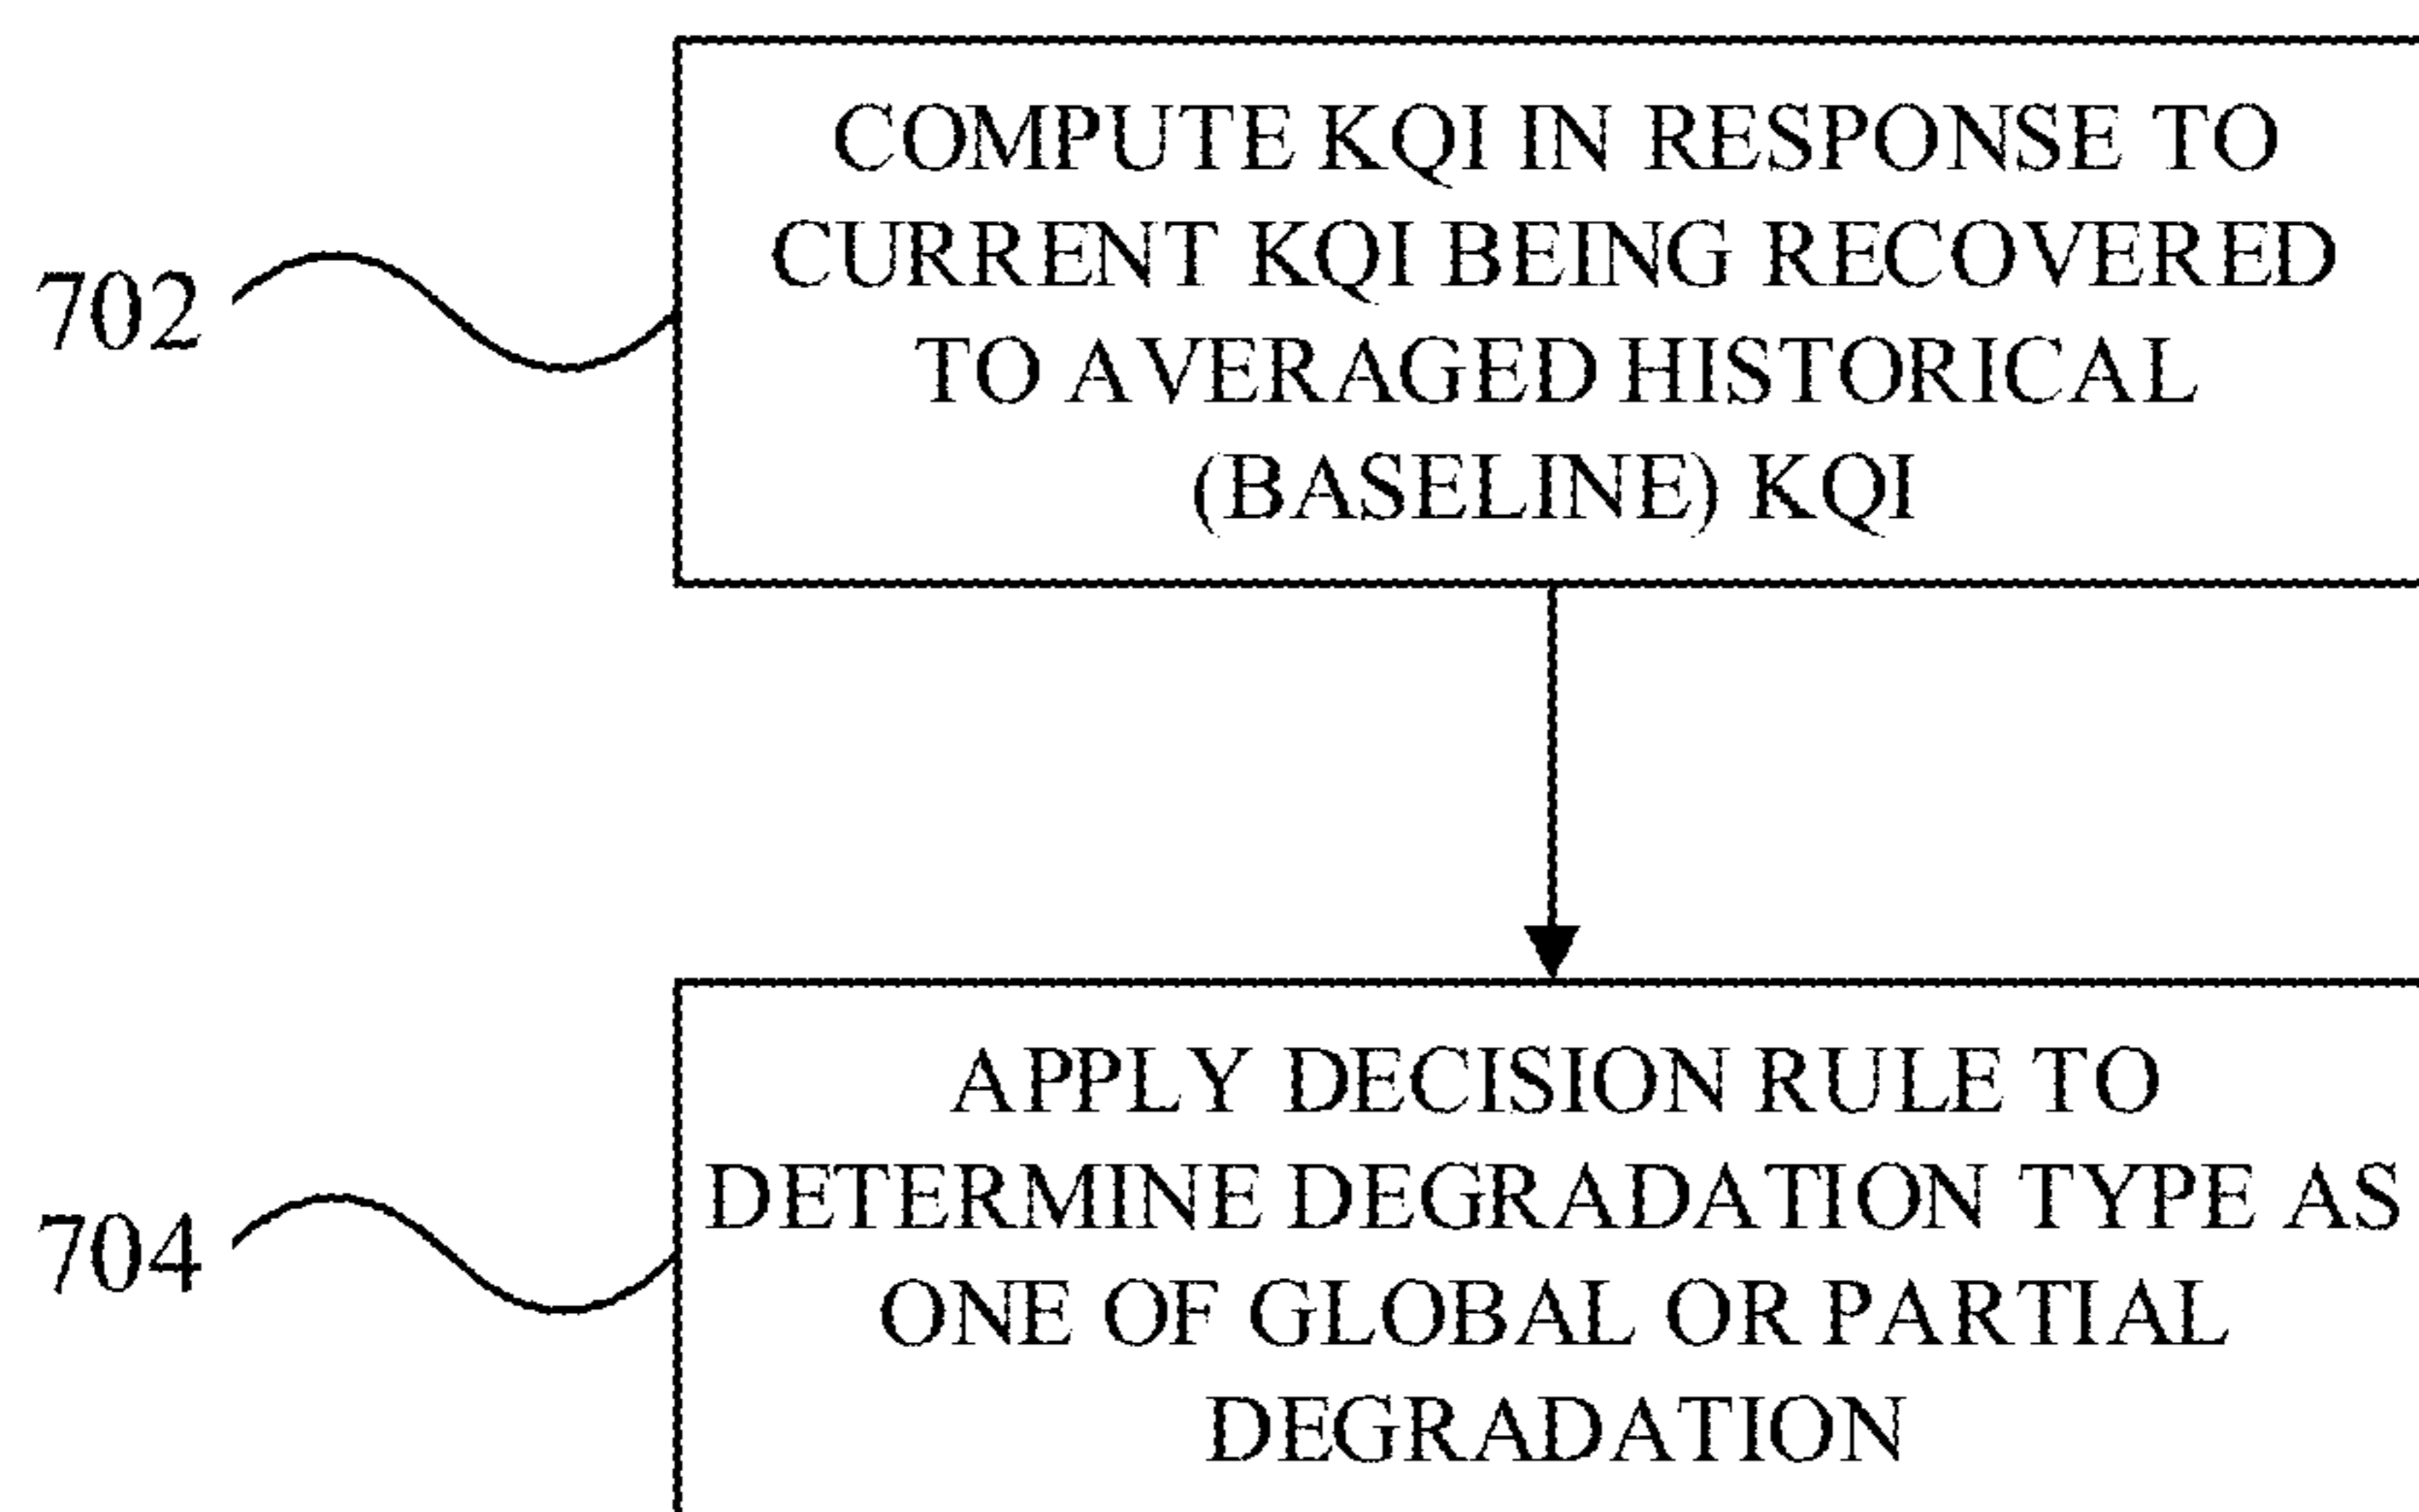 COMPUTE KQI IN RESPONSE TO
CURRENT KQI BEING RECOVERED
TO AVERAGED HISTORICAL
(BASELINE) KQI
702
APPLY DECISION RULE TO
DETERMINE DEGRADATION TYPE AS
ONE OF GLOBAL OR PARTIAL
DEGRADATION
704